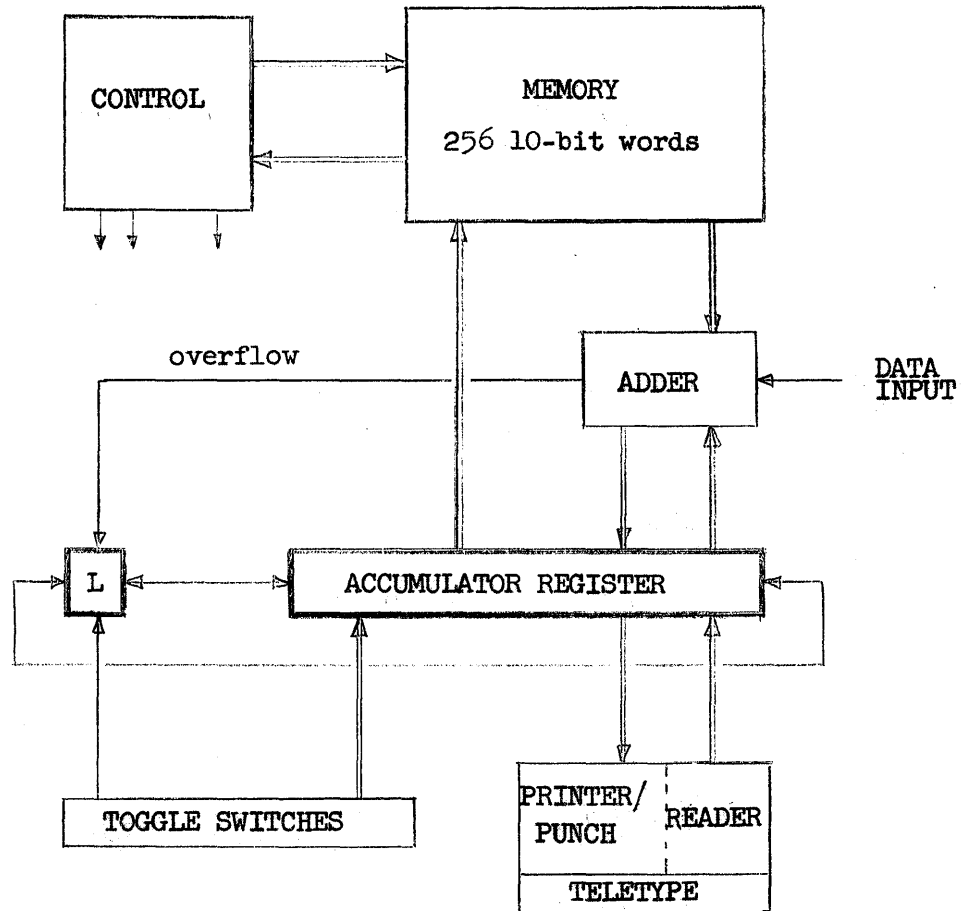 CONTROL
MEMORY
256 10-bit words
overflow
ADDER
DATA
INPUT
L
ACCUMULATOR REGISTER
TOGGLE SWITCHES
PRINTER/
PUNCH
READER
TELETYPE